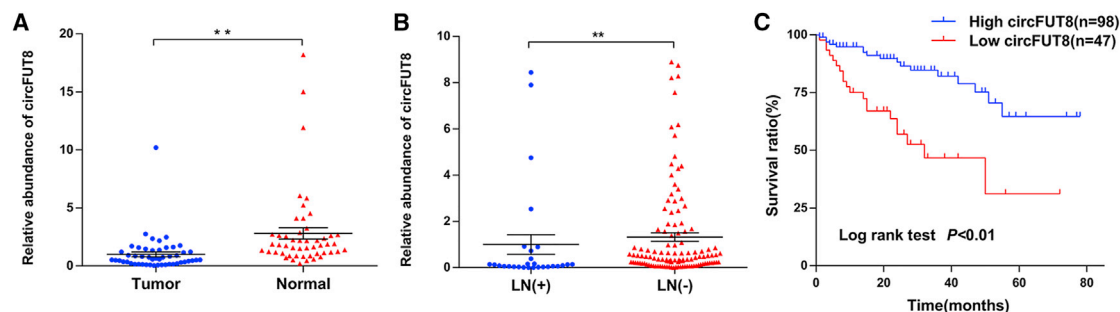 A
Relative abundance of circFUT8
20
15
10
5
0
* *
Tumor
Normal
B
Relative abundance of circFUT8
10
8
6
4
2
0
**
LN(+)
LN(-)
C
High circFUT8(n=98)
Low circFUT8(n=47)
Survival ratio(%)
100
75
50
25
0
Log rank test P<0.01
0
20
40
60
80
Time(months)